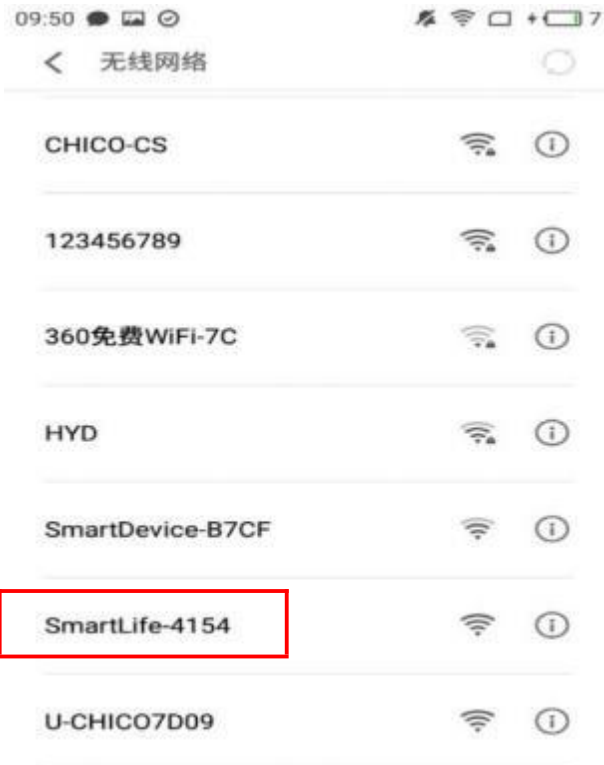 09:50 7
无线网络
CHICO-CS
123456789
360免费WiFi-7C
HYD
SmartDevice-B7CF
SmartLife-4154
U-CHICO7D09